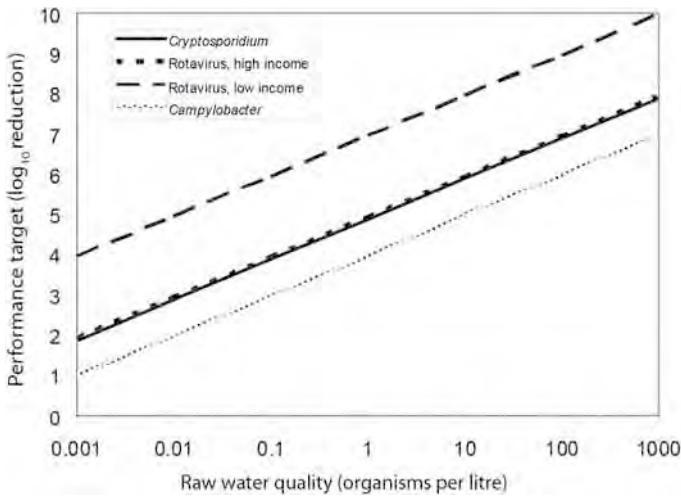 10
9
8
7
6
5
4
3
2
1
0
Performance target (log10 reduction)
Cryptosporidium
Rotavirus, high income
Rotavirus, low income
Campylobacter
0.001 0.01 0.1 1 10 100 1000
Raw water quality (organisms per litre)